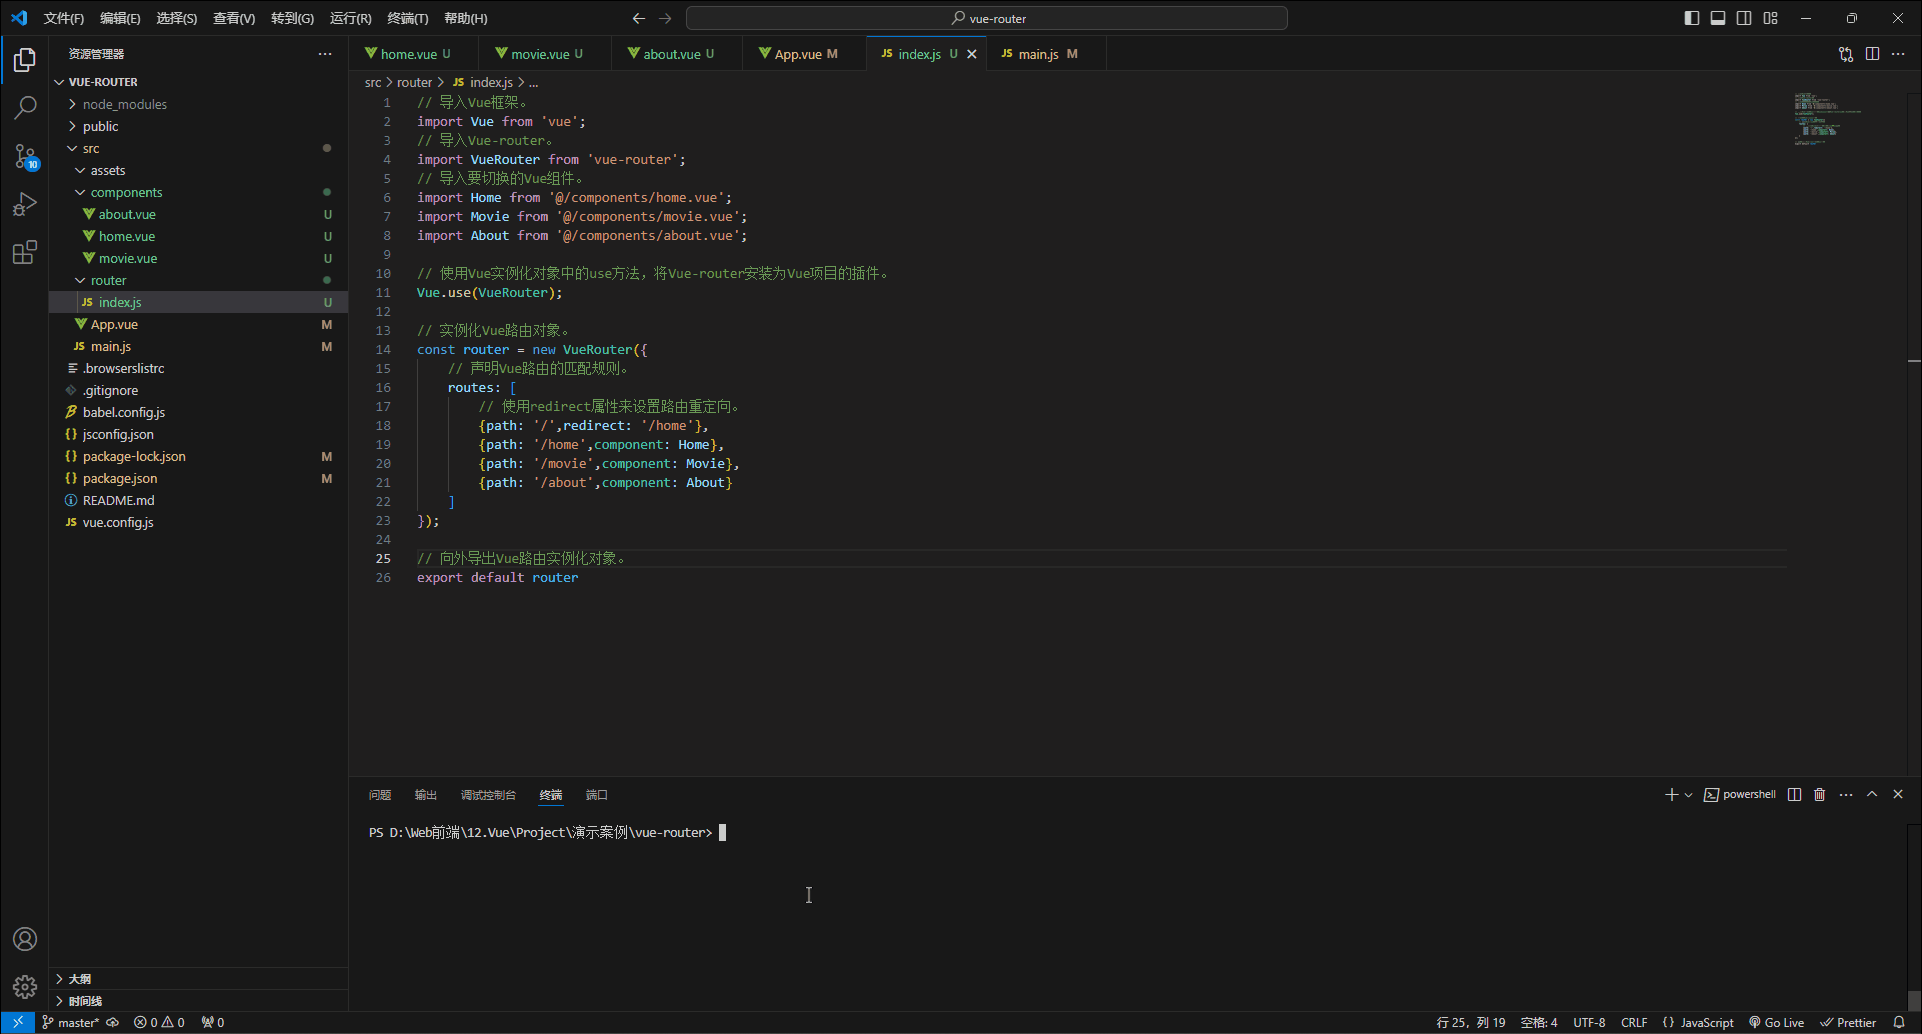 文件(F) 编辑(E) 选择(S) 查看(V) 转到(G) 运行(R) 终端(T) 帮助(H)
vue-router
资源管理器
VUE-ROUTER
node_modules
public
src
assets
components
about.vue U
home.vue U
movie.vue U
router
index.js U
App.vue M
main.js M
.browserslistrc
.gitignore
babel.config.js
jsconfig.json
package-lock.json M
package.json M
README.md
vue.config.js
大纲
时间线
10
home.vue U
movie.vue U
about.vue U
App.vue M
JS index.js U
JS main.js M
src > router > JS index.js > ...
1 // 导入Vue框架。
2 import Vue from 'vue';
3 // 导入Vue-router。
4 import VueRouter from 'vue-router';
5 // 导入要切换的Vue组件。
6 import Home from '@/components/home.vue';
7 import Movie from '@/components/movie.vue';
8 import About from '@/components/about.vue';
9
10 // 使用Vue实例化对象中的use方法，将Vue-router安装为Vue项目的插件。
11 Vue.use(VueRouter);
12
13 // 实例化Vue路由对象。
14 const router = new VueRouter({
15 // 声明Vue路由的匹配规则。
16 routes: [
17 // 使用redirect属性来设置路由重定向。
18 {path: '/',redirect: '/home'},
19 {path: '/home',component: Home},
20 {path: '/movie',component: Movie},
21 {path: '/about',component: About}
22 ]
23 });
24
25 // 向外导出Vue路由实例化对象。
26 export default router
问题 输出 调试控制台 终端 端口
powershell
PS D:\Web前端\12.Vue\Project\演示案例\vue-router>
master* 0 0 0
行 25，列 19 空格: 4 UTF-8 CRLF {} JavaScript Go Live Prettier